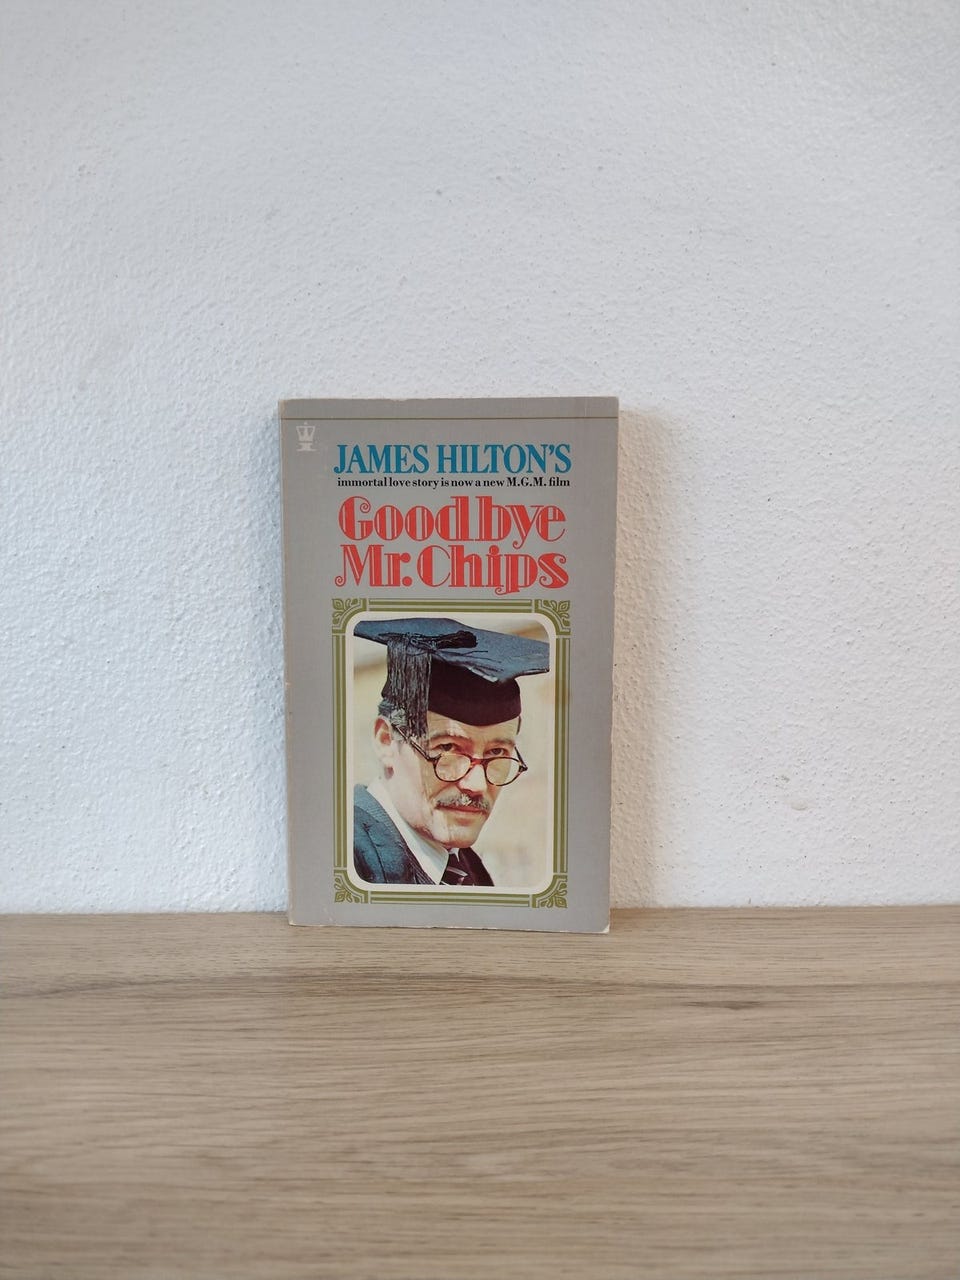 JAMES HILTON'S
immortal love story is now a new M.G.M. film
Goodbye
Mr. Chips